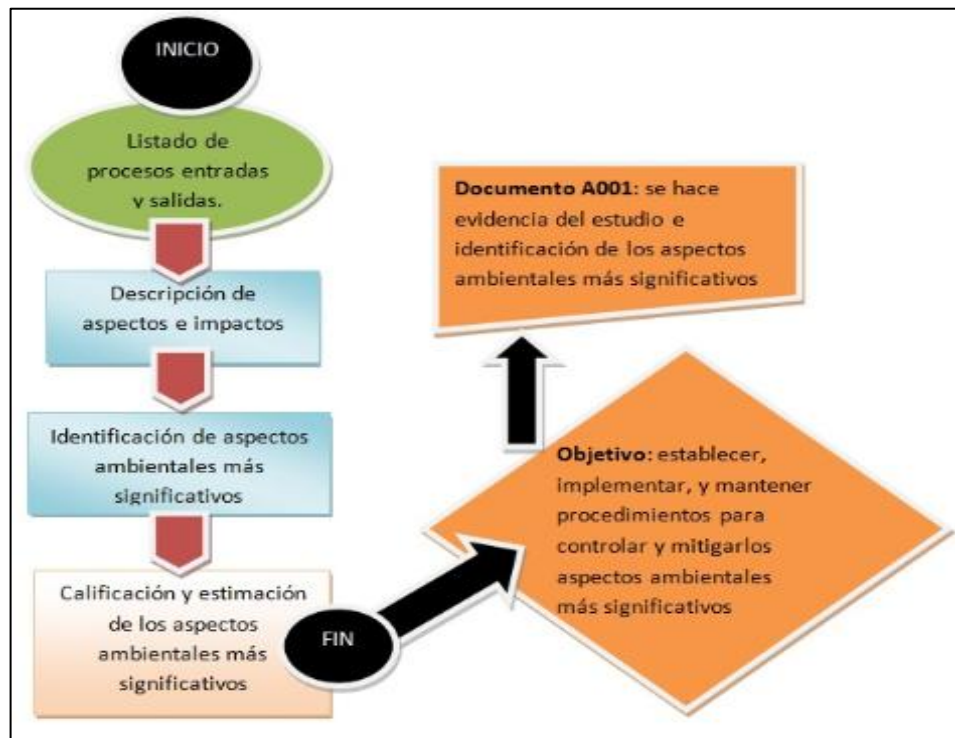 INICIO
Listado de
procesos entradas
y salidas.
Descripción de
aspectos e impactos
Identificación de aspectos
ambientales más
significativos
Calificación y estimación
de los aspectos
ambientales más
significativos
FIN
Objetivo: establecer,
implementar, y mantener
procedimientos para
controlar y mitigarlos
aspectos ambientales
más significativos
Documento A001: se hace
evidencia del estudio e
identificación de los aspectos
ambientales más significativos